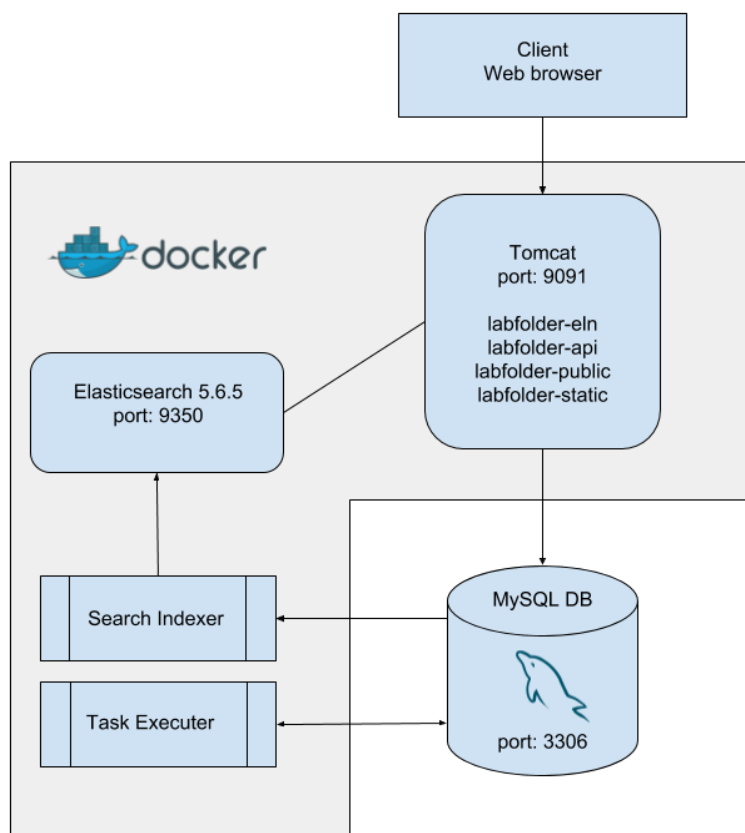 Client
Web browser
docker
Tomcat
port: 9091
labfolder-eln
labfolder-api
labfolder-public
labfolder-static
Elasticsearch 5.6.5
port: 9350
Search Indexer
MySQL DB
Task Executer
port: 3306